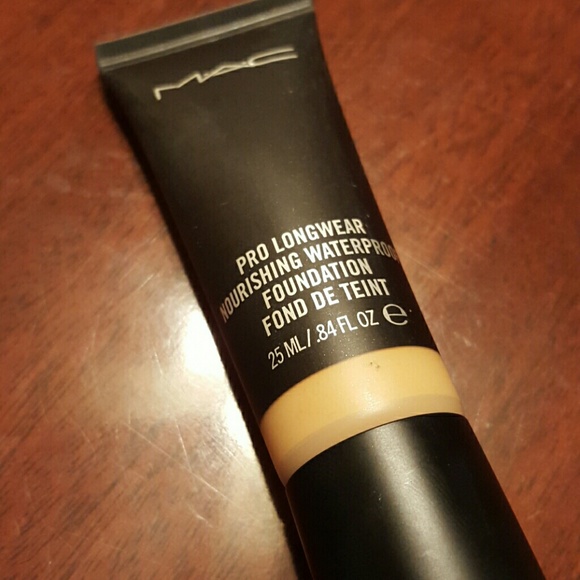 MAC
PRO LONGWEAR
NOURISHING WATERPROOF
FOUNDATION
FOND DE TEINT
25 ML/.84 FL OZ e